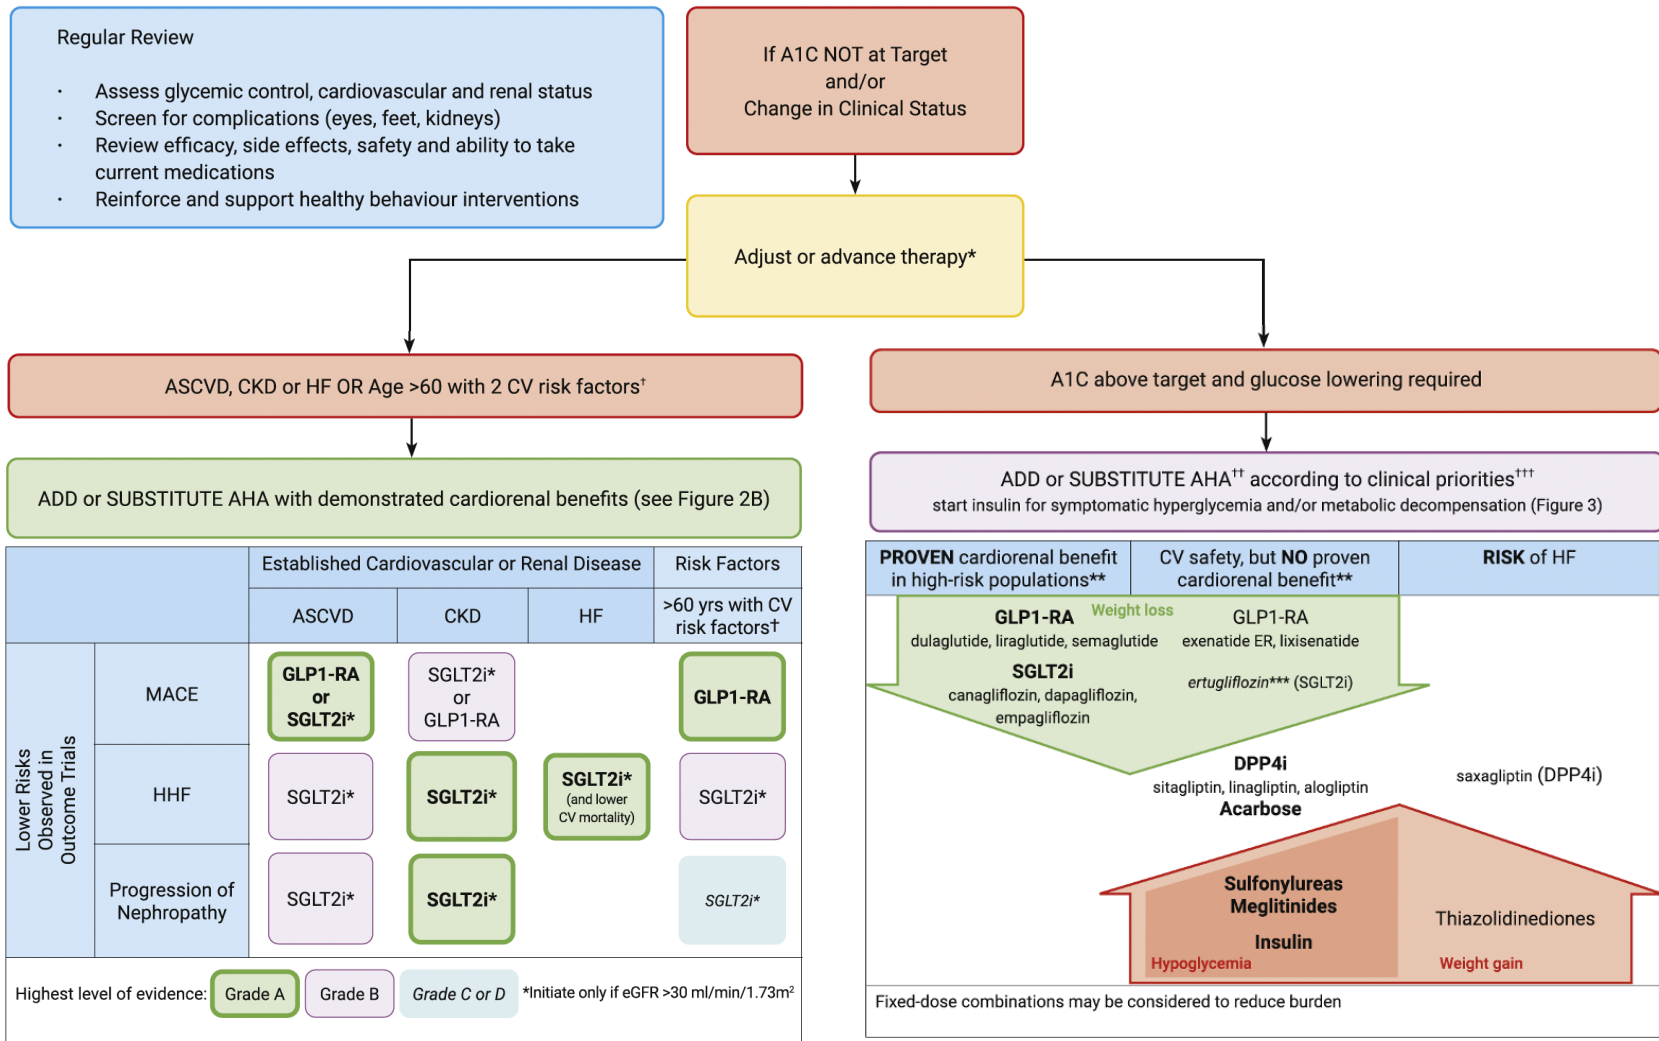 Regular Review
· Assess glycemic control, cardiovascular and renal status
· Screen for complications (eyes, feet, kidneys)
· Review efficacy, side effects, safety and ability to take
current medications
· Reinforce and support healthy behaviour interventions
If A1C NOT at Target
and/or
Change in Clinical Status
Adjust or advance therapy*
ASCVD, CKD or HF OR Age >60 with 2 CV risk factors†
ADD or SUBSTITUTE AHA with demonstrated cardiorenal benefits (see Figure 2B)
Established Cardiovascular or Renal Disease
Risk Factors
ASCVD
CKD
HF
>60 yrs with CV
risk factors†
Lower Risks
Observed in
Outcome Trials
MACE
GLP1-RA
or
SGLT2i*
SGLT2i*
or
GLP1-RA
GLP1-RA
HHF
SGLT2i*
SGLT2i*
SGLT2i*
(and lower
CV mortality)
SGLT2i*
Progression of
Nephropathy
SGLT2i*
SGLT2i*
SGLT2i*
Highest level of evidence:
Grade A
Grade B
Grade C or D
*Initiate only if eGFR >30 ml/min/1.73m²
A1C above target and glucose lowering required
ADD or SUBSTITUTE AHA†† according to clinical priorities†††
start insulin for symptomatic hyperglycemia and/or metabolic decompensation (Figure 3)
PROVEN cardiorenal benefit
in high-risk populations**
CV safety, but NO proven
cardiorenal benefit**
RISK of HF
Weight loss
GLP1-RA
dulaglutide, liraglutide, semaglutide
SGLT2i
canagliflozin, dapagliflozin,
empagliflozin
GLP1-RA
exenatide ER, lixisenatide
ertugliflozin*** (SGLT2i)
DPP4i
sitagliptin, linagliptin, alogliptin
Acarbose
saxagliptin (DPP4i)
Sulfonylureas
Meglitinides
Insulin
Hypoglycemia
Thiazolidinediones
Weight gain
Fixed-dose combinations may be considered to reduce burden